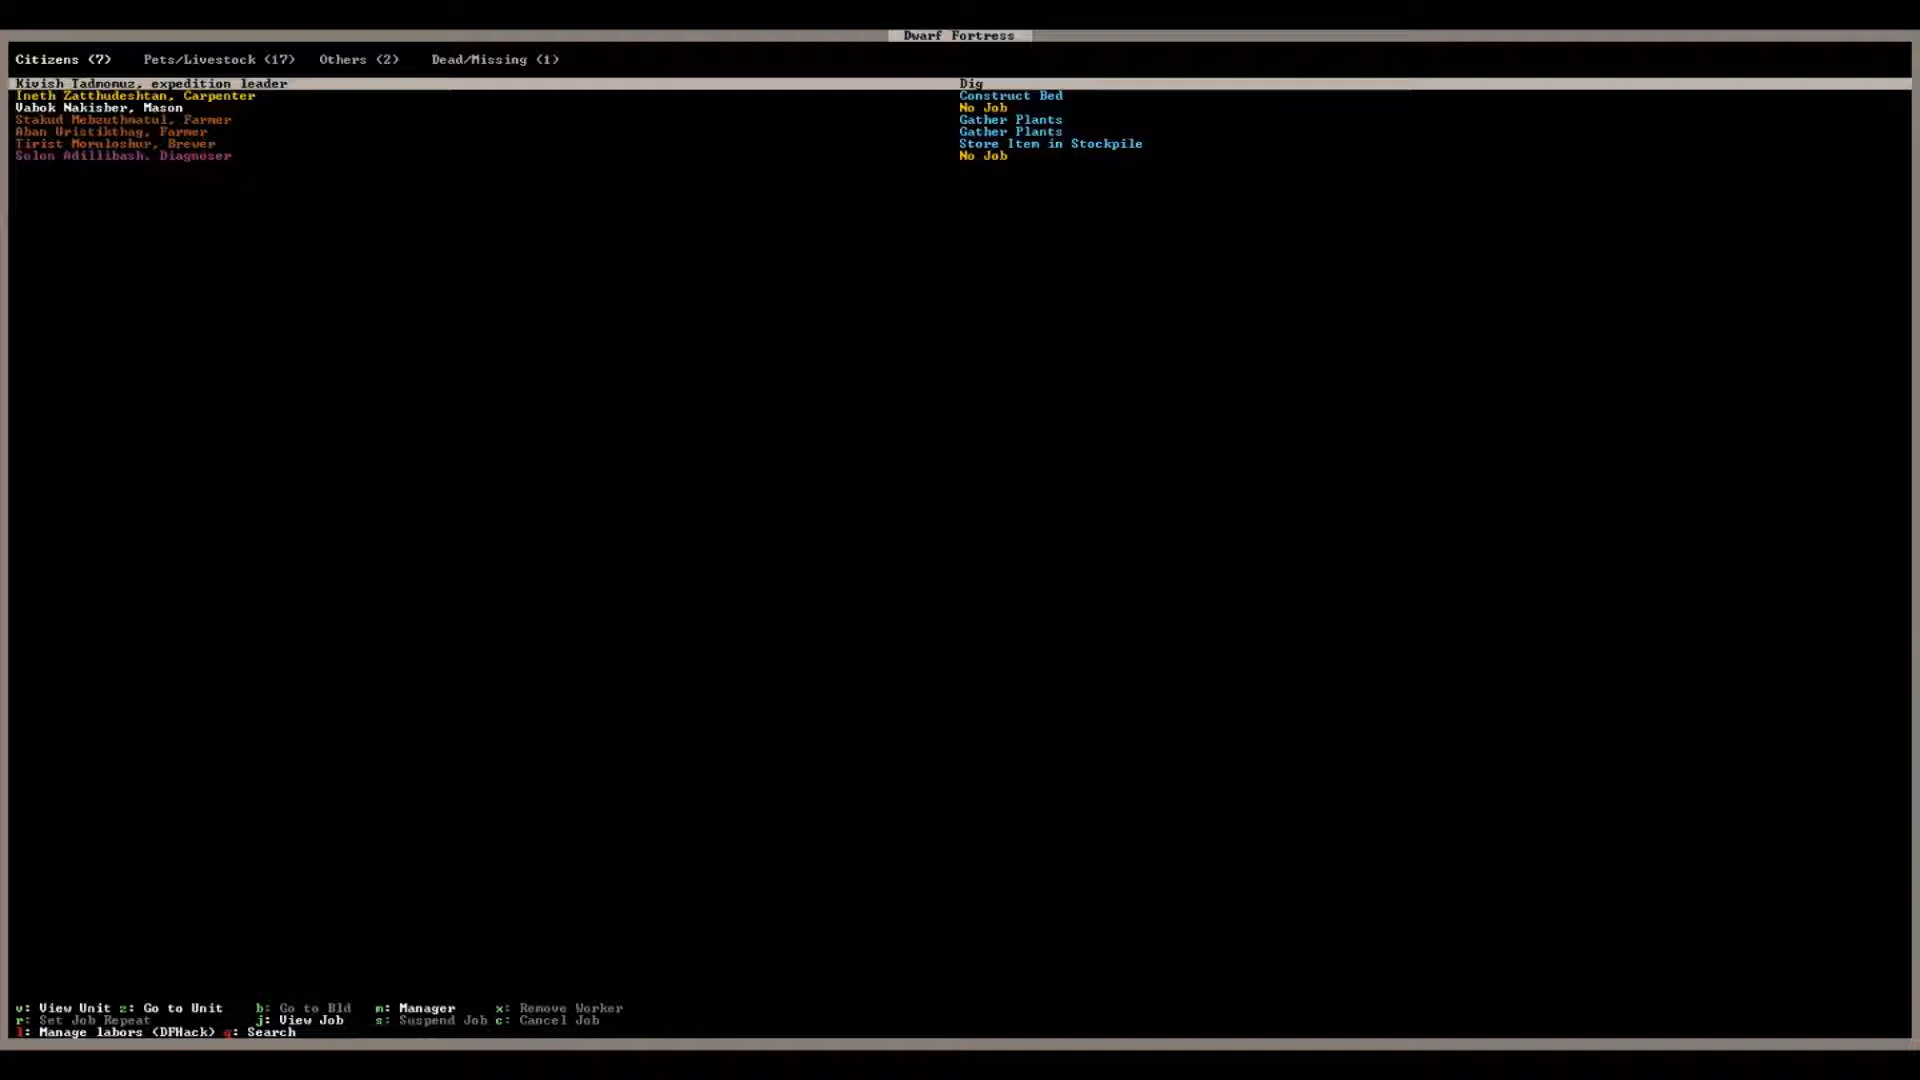 Dwarf Fortress
Citizens (7) Pets/Livestock (17) Others (2) Dead/Missing (1)
Kivish Tadmomuz, expedition leader Dig
Ineth Zatthudeshtan, Carpenter Construct Bed
Vabok Nakisber, Mason No Job
Stakud Mebzuthmatul, Farmer Gather Plants
Aban Uristikthag, Farmer Gather Plants
Tirist Moruloshur, Brewer Store Item in Stockpile
Solon Adillibash, Diagnoser No Job
v: View Unit z: Go to Unit b: Go to Bld m: Manager x: Remove Worker
r: Set Job Repeat j: View Job s: Suspend Job c: Cancel Job
l: Manage labors (DFHack) q: Search